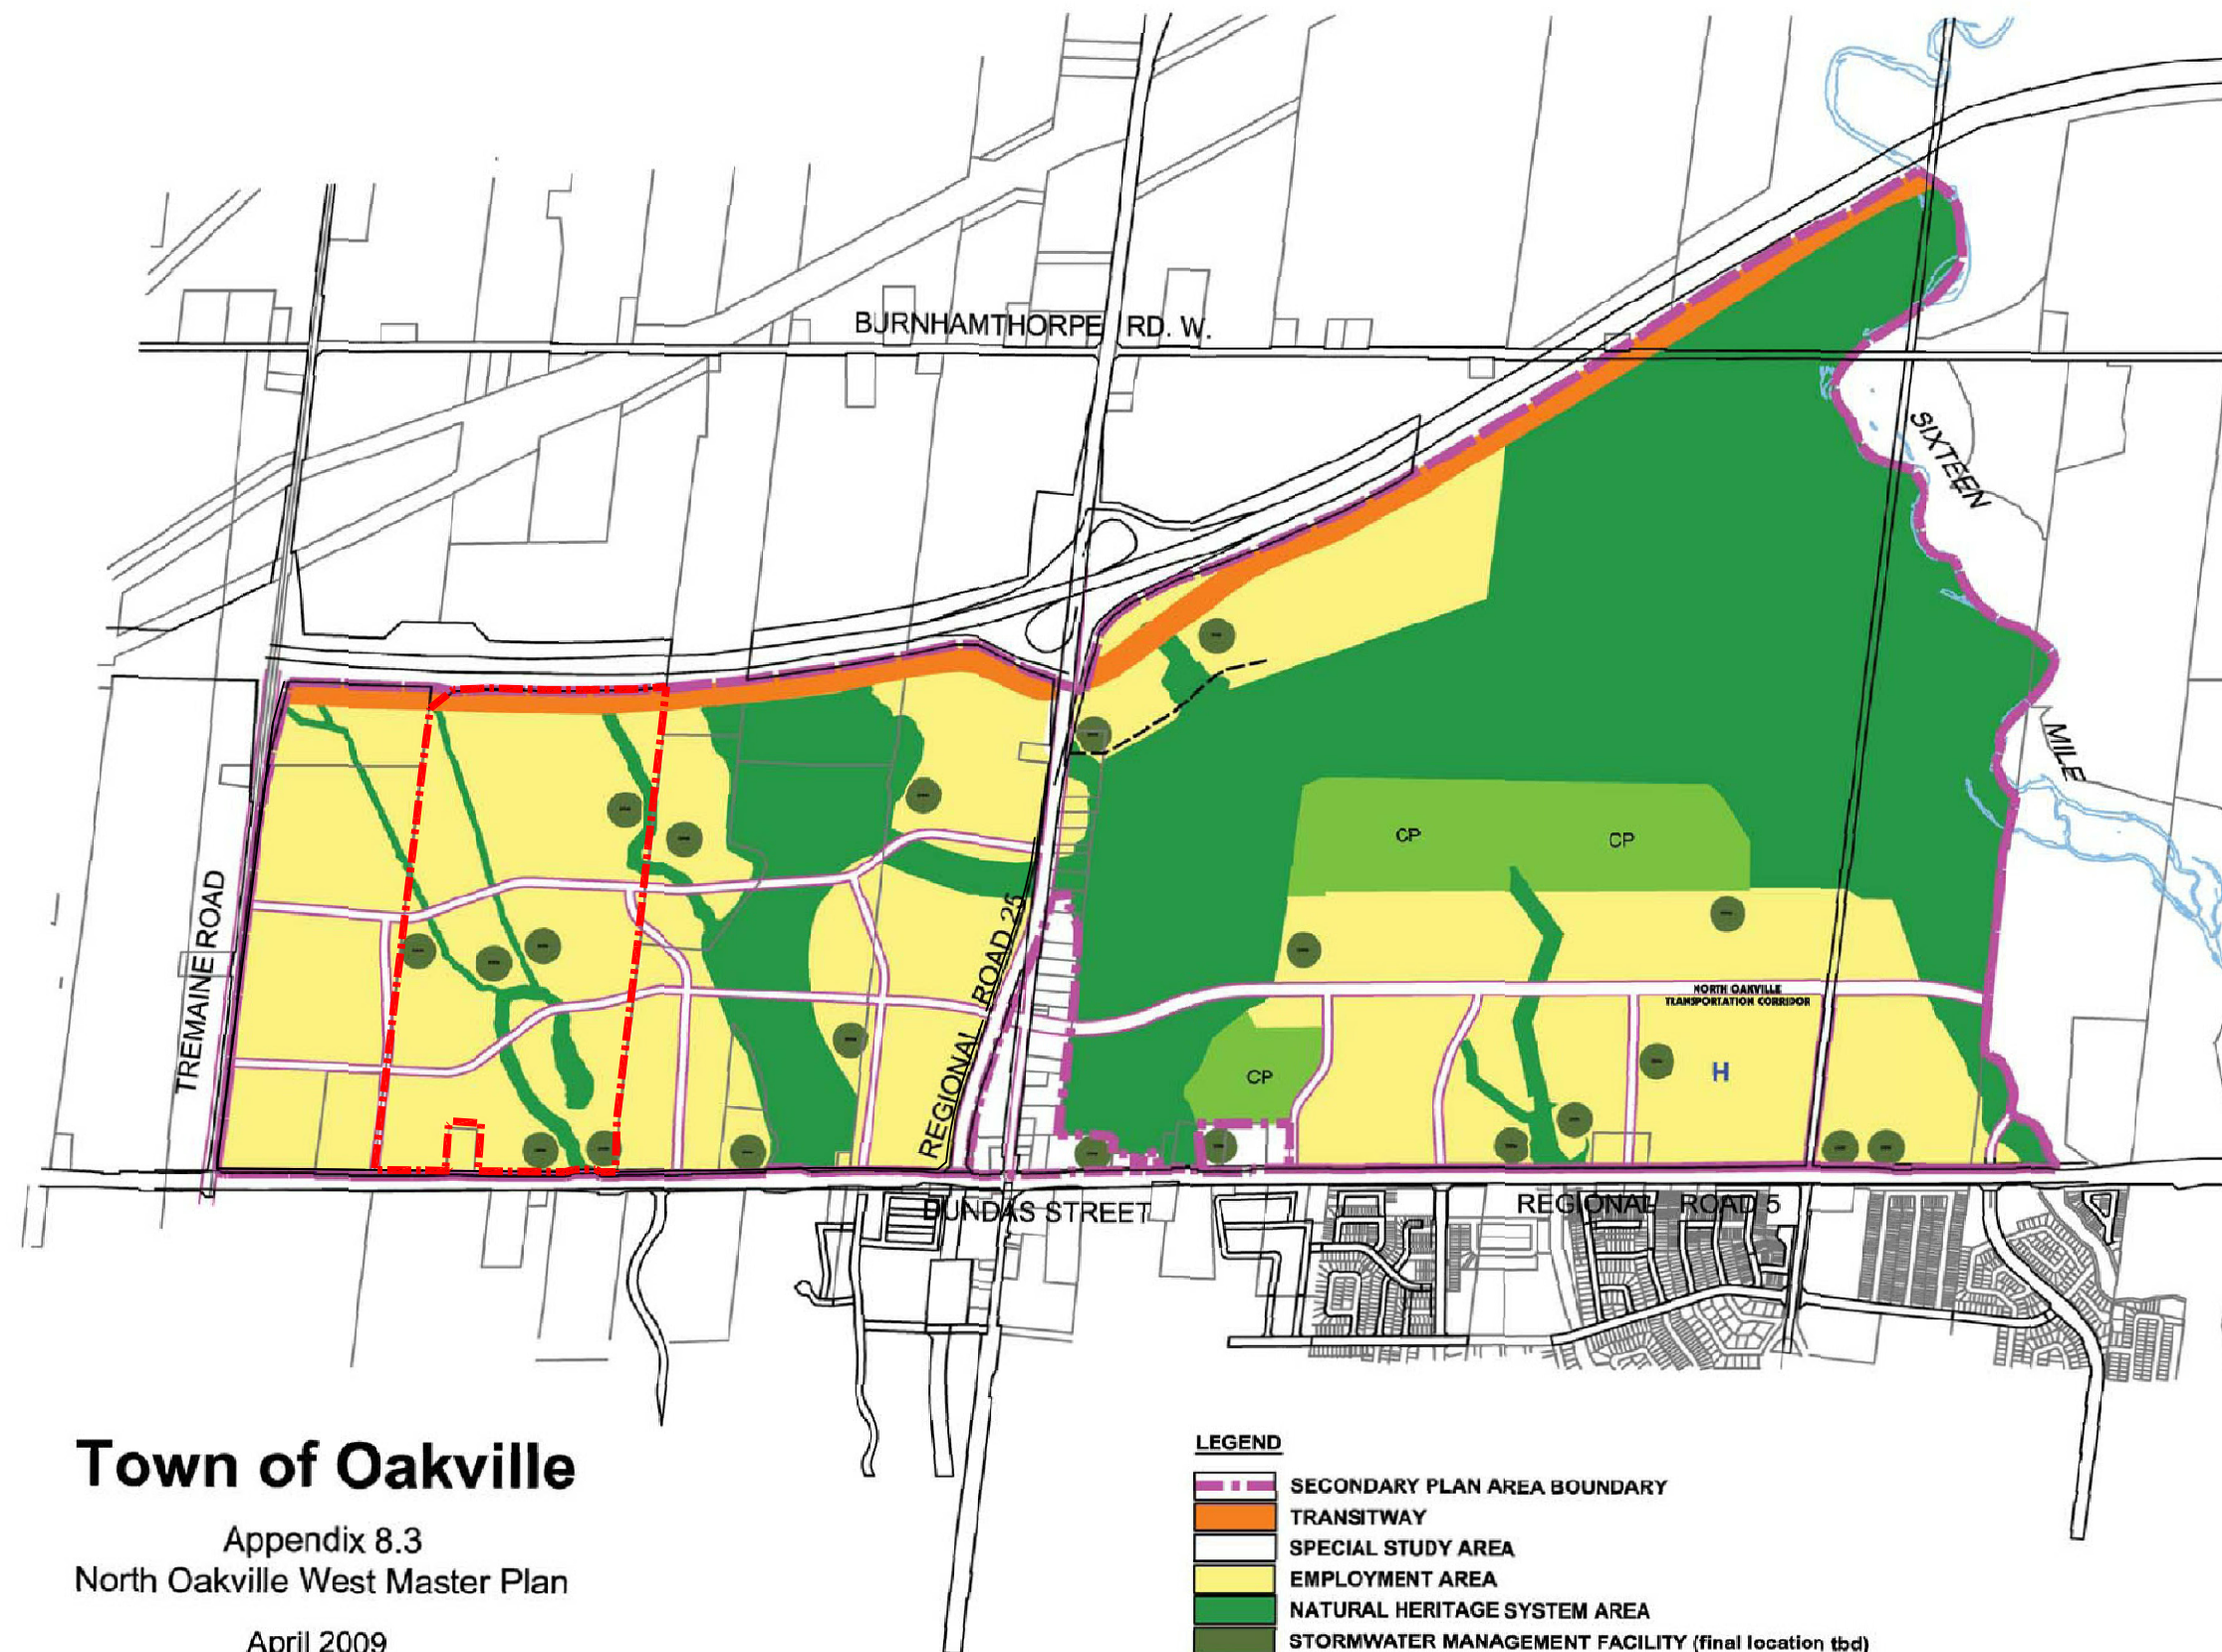 BURNHAMTHORPE RD. W.
SIXTEEN
MILE
CP
CP
TREMAINE ROAD
REGIONAL ROAD 25
NORTH OAKVILLE
TRANSPORTATION CORRIDOR
CP
H
DUNDAS STREET
REGIONAL ROAD 5
Town of Oakville
Appendix 8.3
North Oakville West Master Plan
April 2009
LEGEND
SECONDARY PLAN AREA BOUNDARY
TRANSITWAY
SPECIAL STUDY AREA
EMPLOYMENT AREA
NATURAL HERITAGE SYSTEM AREA
STORMWATER MANAGEMENT FACILITY (final location tbd)